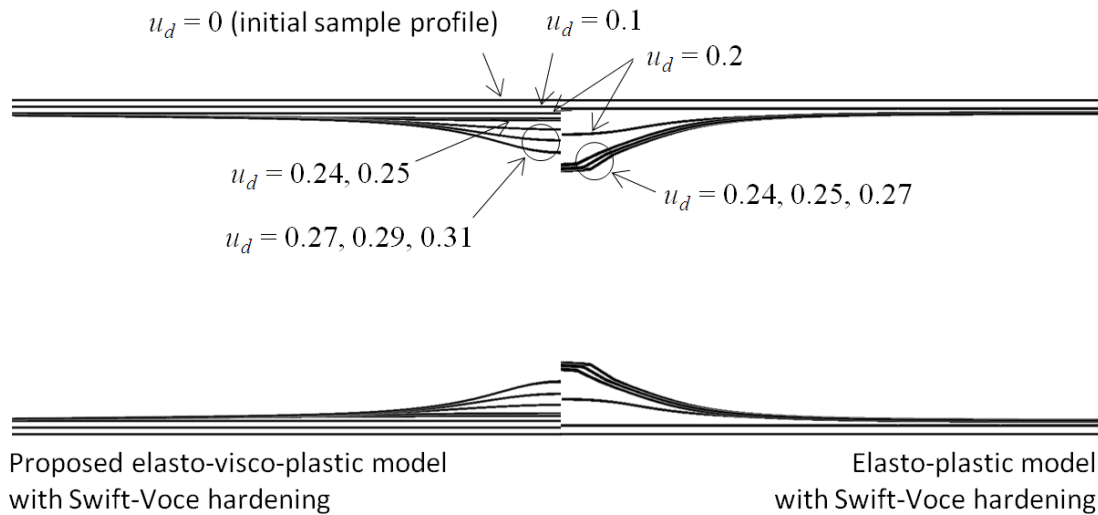 u_d = 0 (initial sample profile)
u_d = 0.1
u_d = 0.2
u_d = 0.24, 0.25
u_d = 0.24, 0.25, 0.27
u_d = 0.27, 0.29, 0.31
Proposed elasto-visco-plastic model
with Swift-Voce hardening
Elasto-plastic model
with Swift-Voce hardening